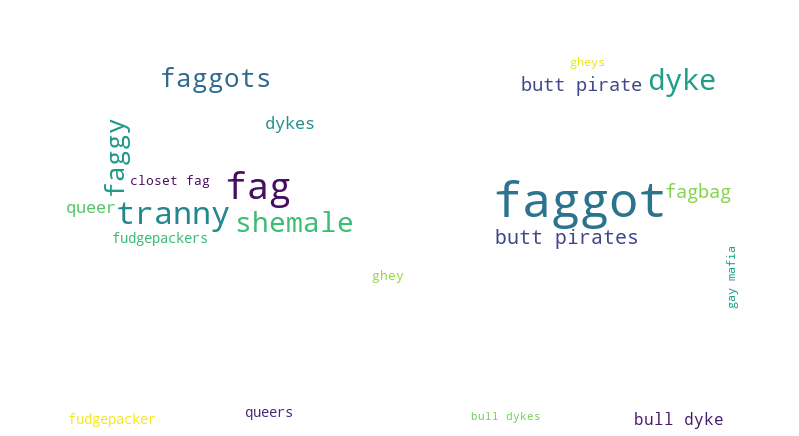 gheys
faggots
butt pirate
dyke
dykes
faggy
closet fag
fag
faggot
fagbag
queer
tranny
shemale
fudgepackers
butt pirates
ghey
gay mafia
fudgepacker
queers
bull dykes
bull dyke